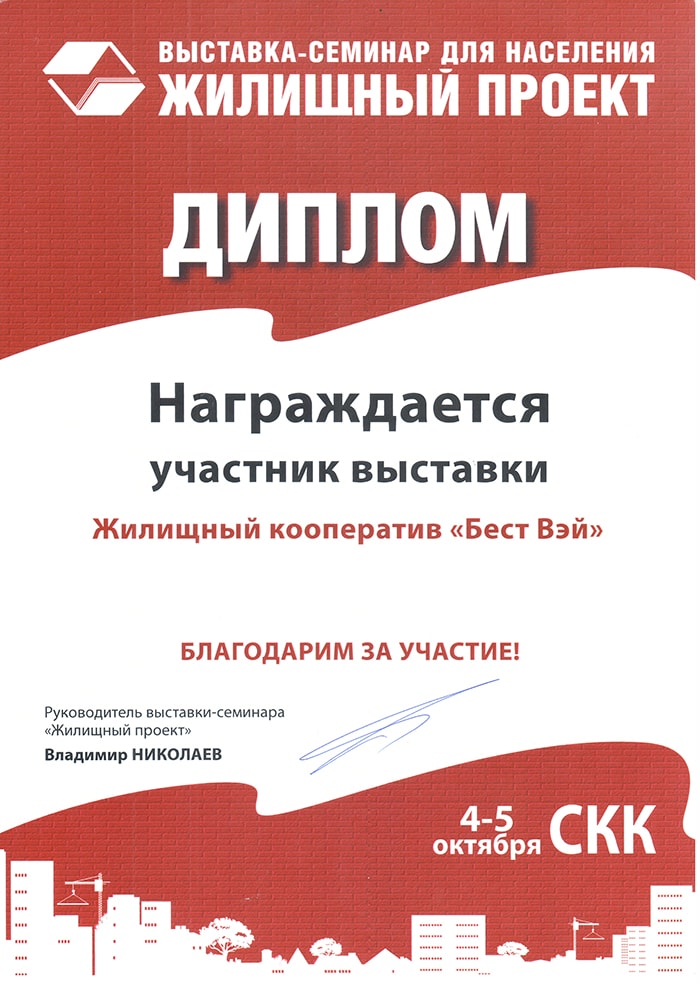 ВЫСТАВКА-СЕМИНАР ДЛЯ НАСЕЛЕНИЯ
ЖИЛИЩНЫЙ ПРОЕКТ
ДИПЛОМ
Награждается
участник выставки
Жилищный кооператив «Бест Вэй»
БЛАГОДАРИМ ЗА УЧАСТИЕ!
Руководитель выставки-семинара
«Жилищный проект»
Владимир НИКОЛАЕВ
4-5
октября СКК